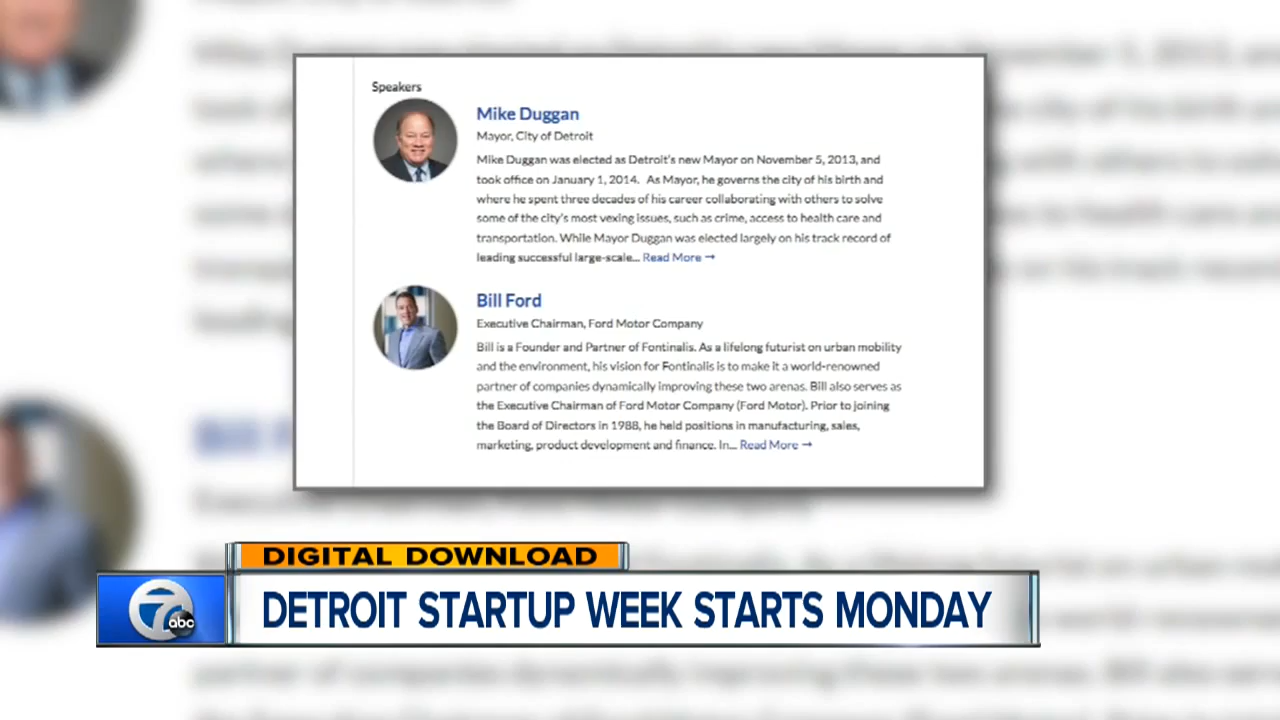 Speakers
Mike Duggan
Mayor, City of Detroit
Mike Duggan was elected as Detroit's new Mayor on November 5, 2013, and
took office on January 1, 2014. As Mayor, he governs the city of his birth and
where he spent three decades of his career collaborating with others to solve
some of the city's most vexing issues, such as crime, access to health care and
transportation. While Mayor Duggan was elected largely on his track record of
leading successful large-scale... Read More →
Bill Ford
Executive Chairman, Ford Motor Company
Bill is a Founder and Partner of Fontinalis. As a lifelong futurist on urban mobility
and the environment, his vision for Fontinalis is to make it a world-renowned
partner of companies dynamically improving these two arenas. Bill also serves as
the Executive Chairman of Ford Motor Company (Ford Motor). Prior to joining
the Board of Directors in 1988, he held positions in manufacturing, sales,
marketing, product development and finance. In... Read More →
DIGITAL DOWNLOAD
7 abc
DETROIT STARTUP WEEK STARTS MONDAY